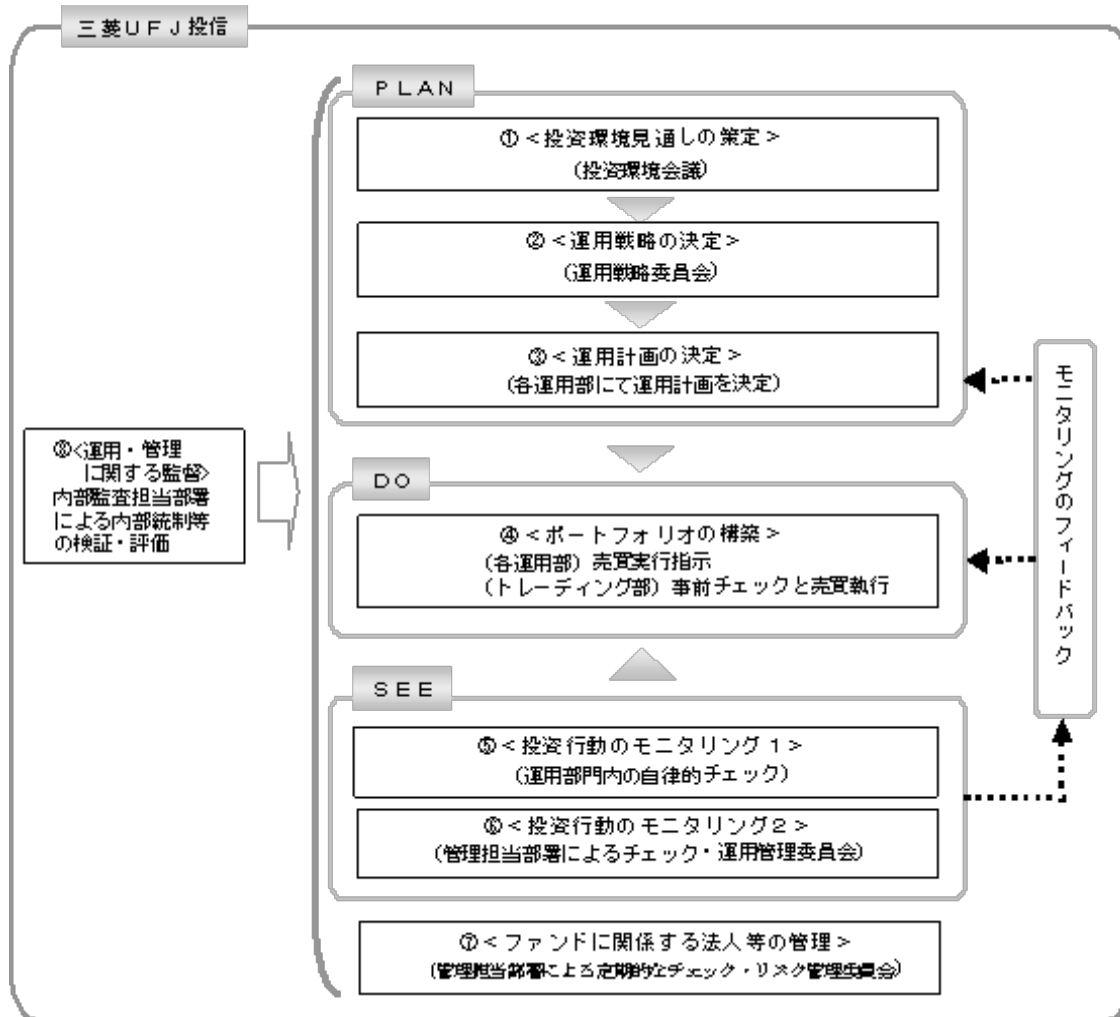 三菱UFJ投信
PLAN
①<投資環境見通しの策定>
(投資環境会議)
②<運用戦略の決定>
(運用戦略委員会)
③<運用計画の決定>
(各運用部にて運用計画を決定)
⑧<運用・管理
に関する監督>
内部監査担当部署
による内部統制等
の検証・評価
DO
④<ポートフォリオの構築>
(各運用部) 売買実行指示
(トレーディング部) 事前チェックと売買執行
モニタリングのフィードバック
SEE
⑤<投資行動のモニタリング1>
(運用部門内の自律的チェック)
⑥<投資行動のモニタリング2>
(管理担当部署によるチェック・運用管理委員会)
⑦<ファンドに関係する法人等の管理>
(管理担当部署による定期的なチェック・リスク管理委員会)